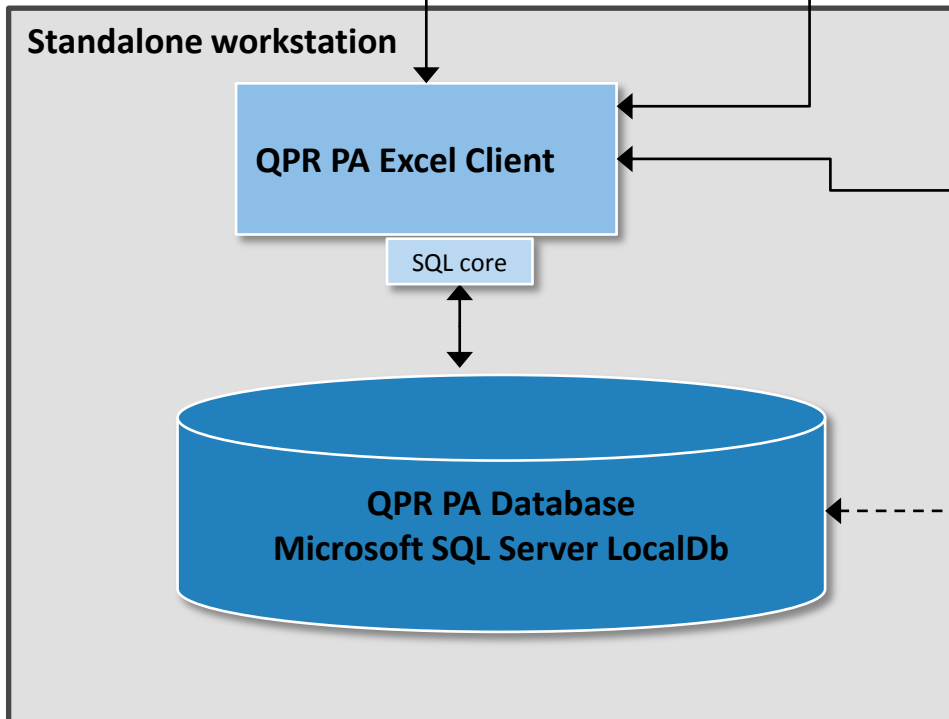 Standalone workstation
QPR PA Excel Client
SQL core
QPR PA Database
Microsoft SQL Server LocalDb